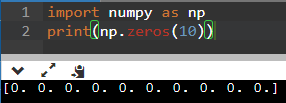 1 import numpy as np
2 print(np.zeros(10))
[0. 0. 0. 0. 0. 0. 0. 0. 0. 0.]